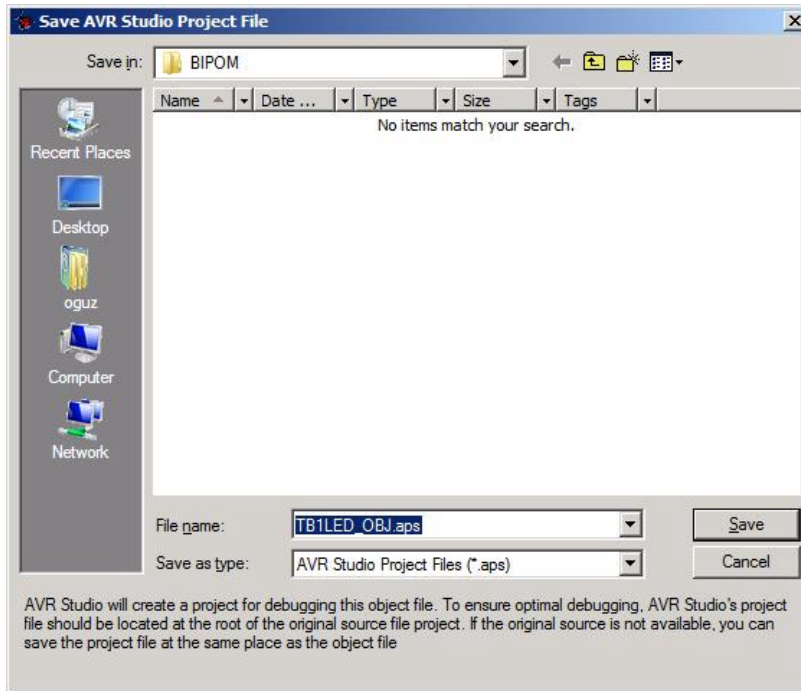 Save AVR Studio Project File
Save in:
BIPOM
Name
Date ...
Type
Size
Tags
No items match your search.
Recent Places
Desktop
oguz
Computer
Network
File name:
TB1LED_OBJ.aps
Save
Save as type:
AVR Studio Project Files (*.aps)
Cancel
AVR Studio will create a project for debugging this object file. To ensure optimal debugging, AVR Studio's project
file should be located at the root of the original source file project. If the original source is not available, you can
save the project file at the same place as the object file